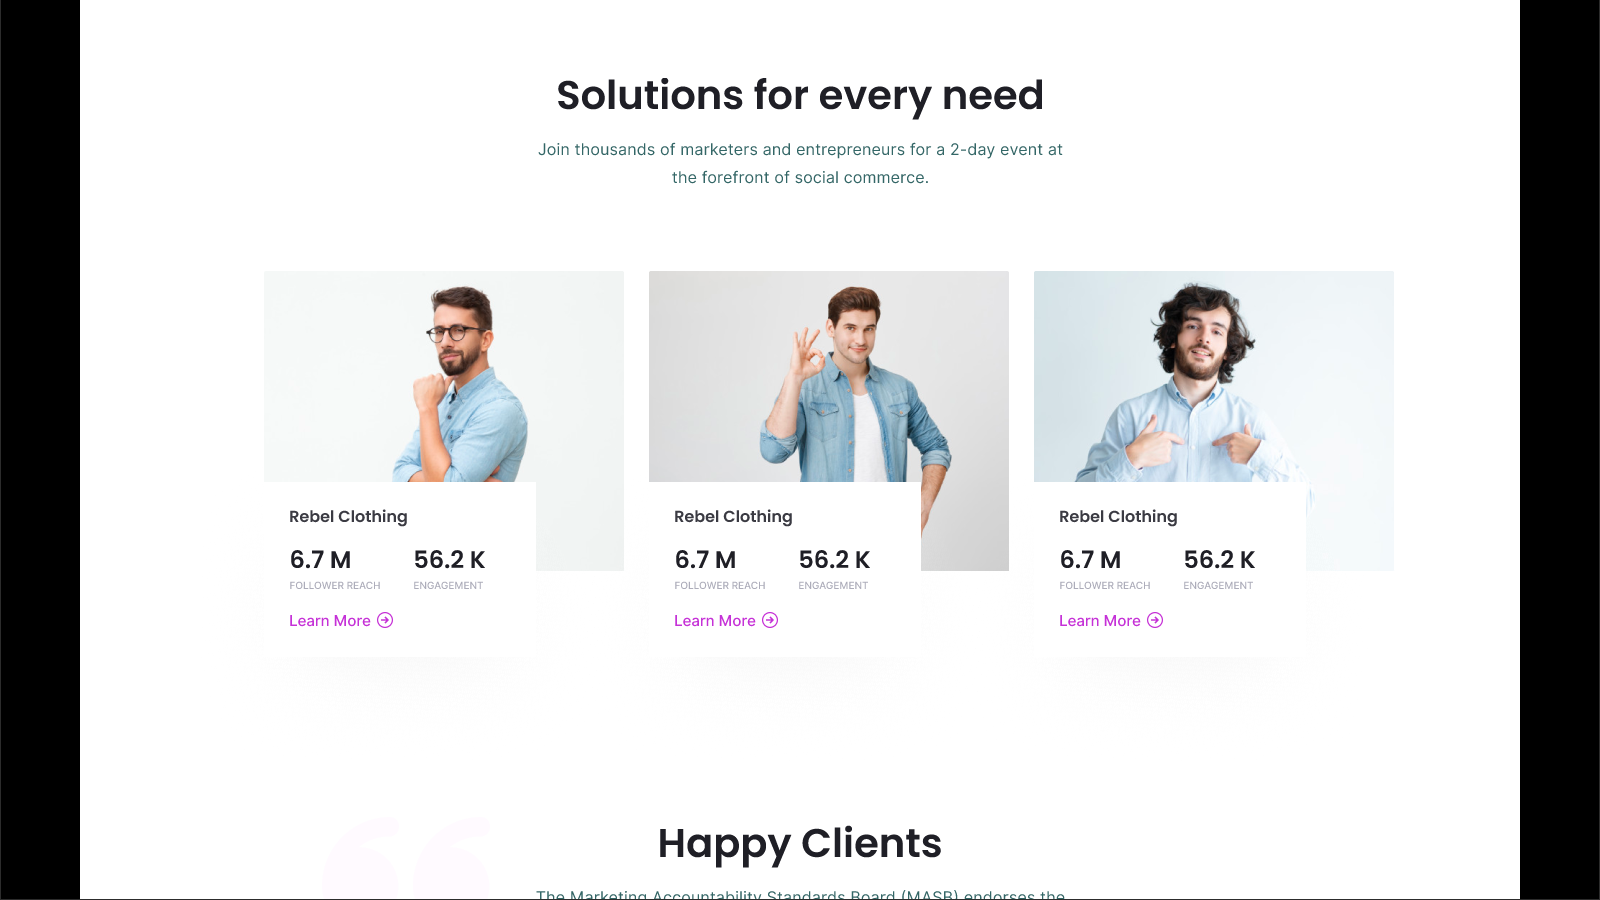 Solutions for every need
Join thousands of marketers and entrepreneurs for a 2-day event at
the forefront of social commerce.
Rebel Clothing
6.7 M 56.2 K
FOLLOWER REACH ENGAGEMENT
Learn More
Rebel Clothing
6.7 M 56.2 K
FOLLOWER REACH ENGAGEMENT
Learn More
Rebel Clothing
6.7 M 56.2 K
FOLLOWER REACH ENGAGEMENT
Learn More
Happy Clients
The Marketing Accountability Standards Board (MASB) endorses the